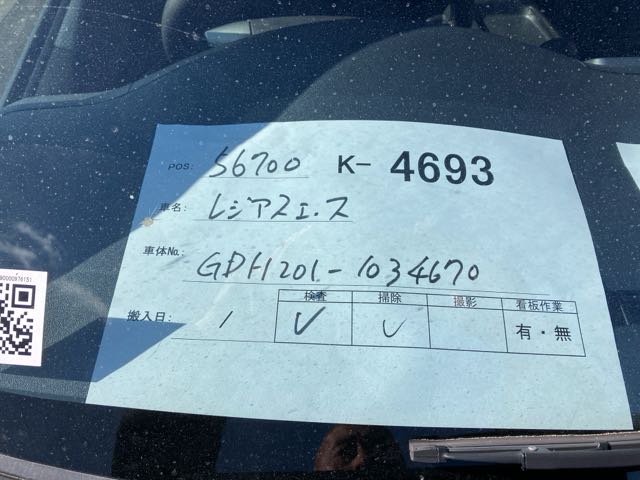 POS: 56700 K-4693
車名: レジアスエース
車体No.: GDH201-1034670
検査 掃除 撮影 看板作業
搬入日: / ✓ ✓ 有・無